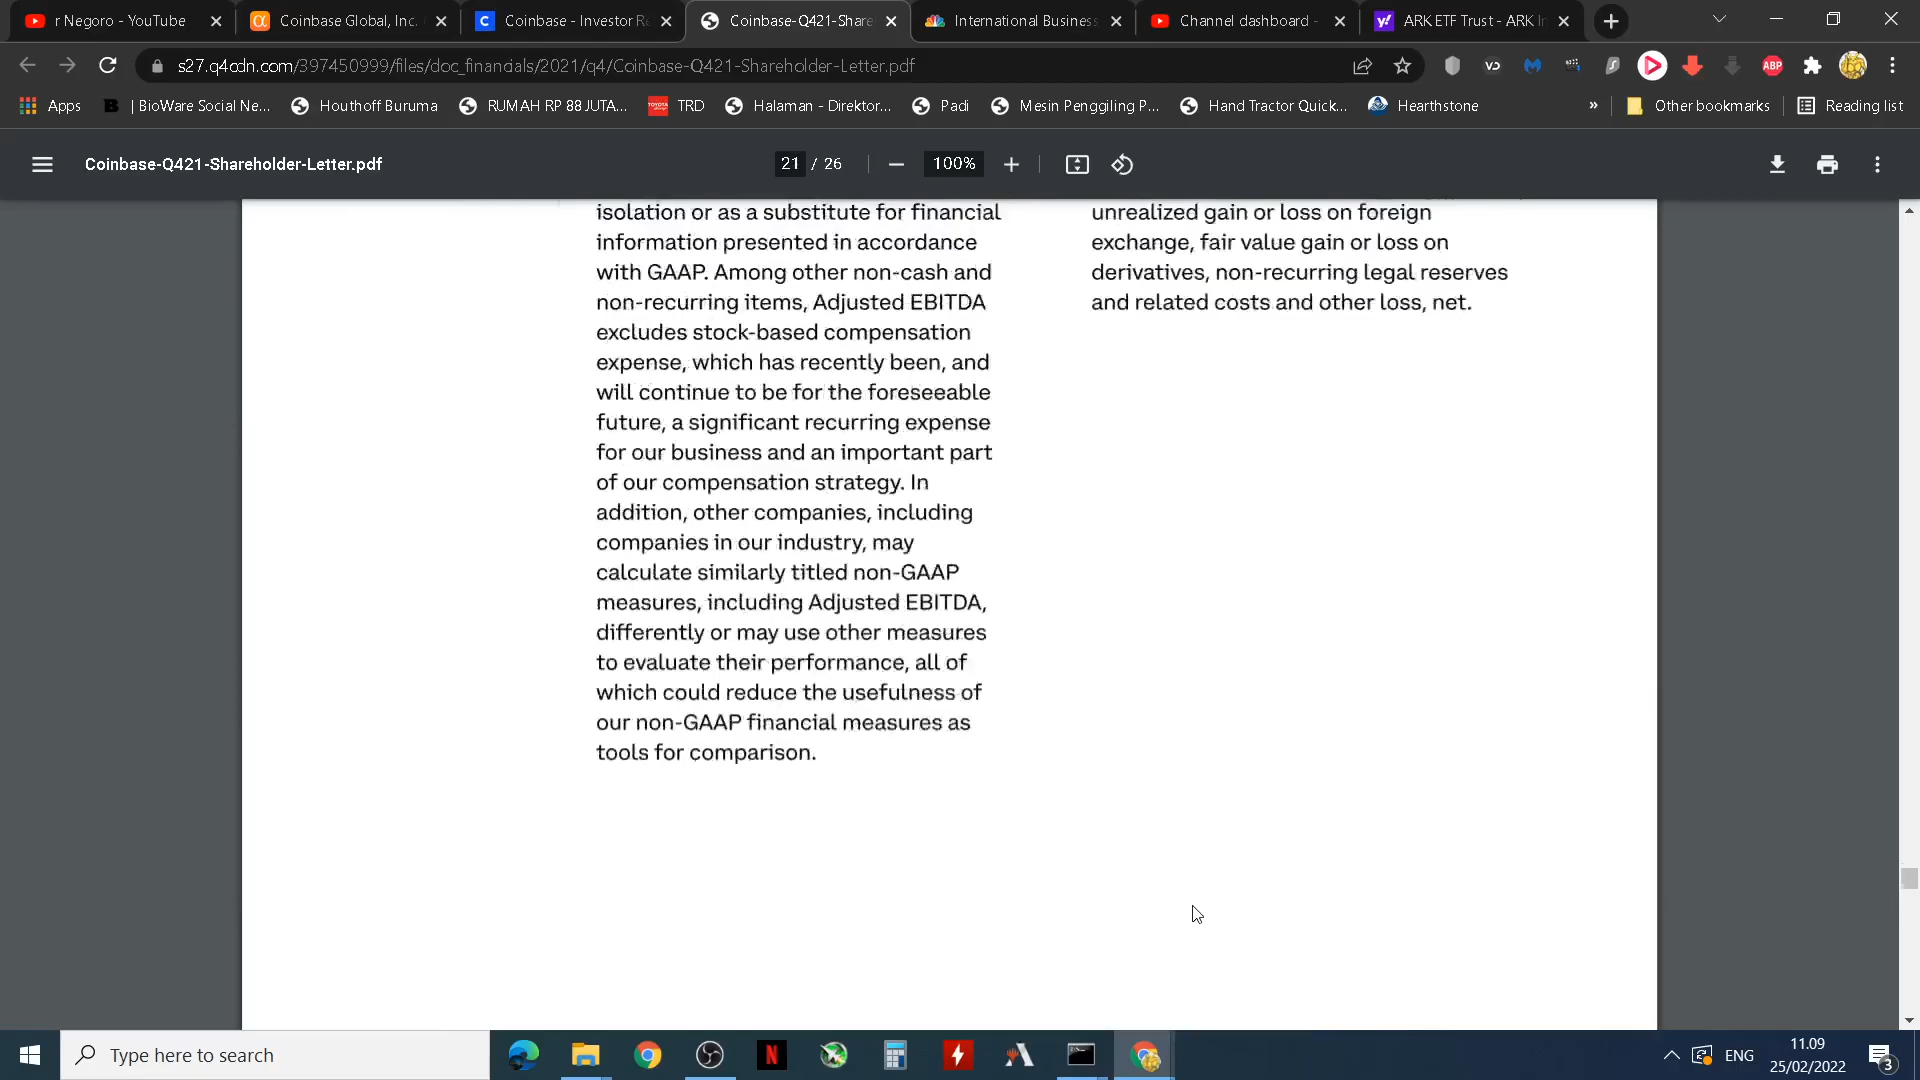 r Negoro - YouTube
Coinbase Global, Inc.
Coinbase - Investor Re
Coinbase-Q421-Share
International Business
Channel dashboard -
ARK ETF Trust - ARK In
s27.q4cdn.com/397450999/files/doc_financials/2021/q4/Coinbase-Q421-Shareholder-Letter.pdf
ABP
Apps
| BioWare Social Ne...
Houthoff Buruma
RUMAH RP 88 JUTA...
TRD
Halaman - Direktor...
Padi
Mesin Penggiling P...
Hand Tractor Quick...
Hearthstone
»
Other bookmarks
Reading list
Coinbase-Q421-Shareholder-Letter.pdf
21 / 26
100%
isolation or as a substitute for financial
information presented in accordance
with GAAP. Among other non-cash and
non-recurring items, Adjusted EBITDA
excludes stock-based compensation
expense, which has recently been, and
will continue to be for the foreseeable
future, a significant recurring expense
for our business and an important part
of our compensation strategy. In
addition, other companies, including
companies in our industry, may
calculate similarly titled non-GAAP
measures, including Adjusted EBITDA,
differently or may use other measures
to evaluate their performance, all of
which could reduce the usefulness of
our non-GAAP financial measures as
tools for comparison.
unrealized gain or loss on foreign
exchange, fair value gain or loss on
derivatives, non-recurring legal reserves
and related costs and other loss, net.
Type here to search
ENG
11.09
25/02/2022
3